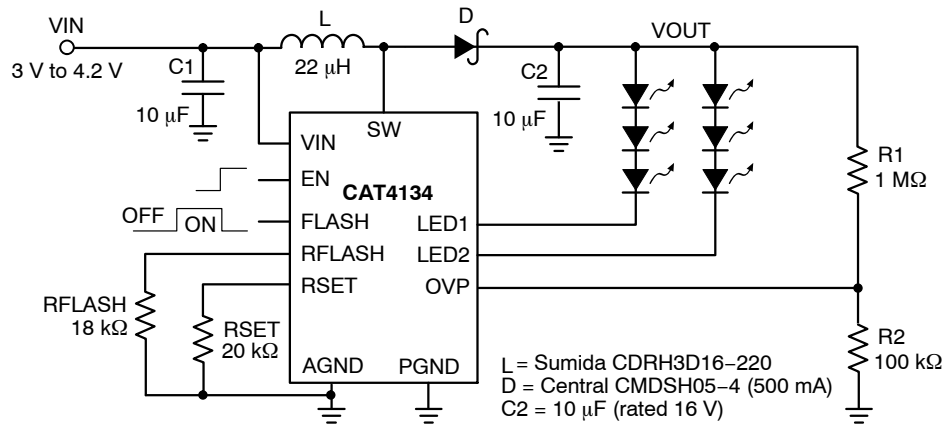 VIN
3 V to 4.2 V
C1
10 μF
L
22 μH
D
C2
10 μF
VOUT
R1
1 MΩ
SW
VIN
EN
CAT4134
OFF
ON
FLASH
LED1
RFLASH
LED2
RSET
OVP
RFLASH
18 kΩ
RSET
20 kΩ
AGND
PGND
R2
100 kΩ
L = Sumida CDRH3D16−220
D = Central CMDSH05−4 (500 mA)
C2 = 10 μF (rated 16 V)